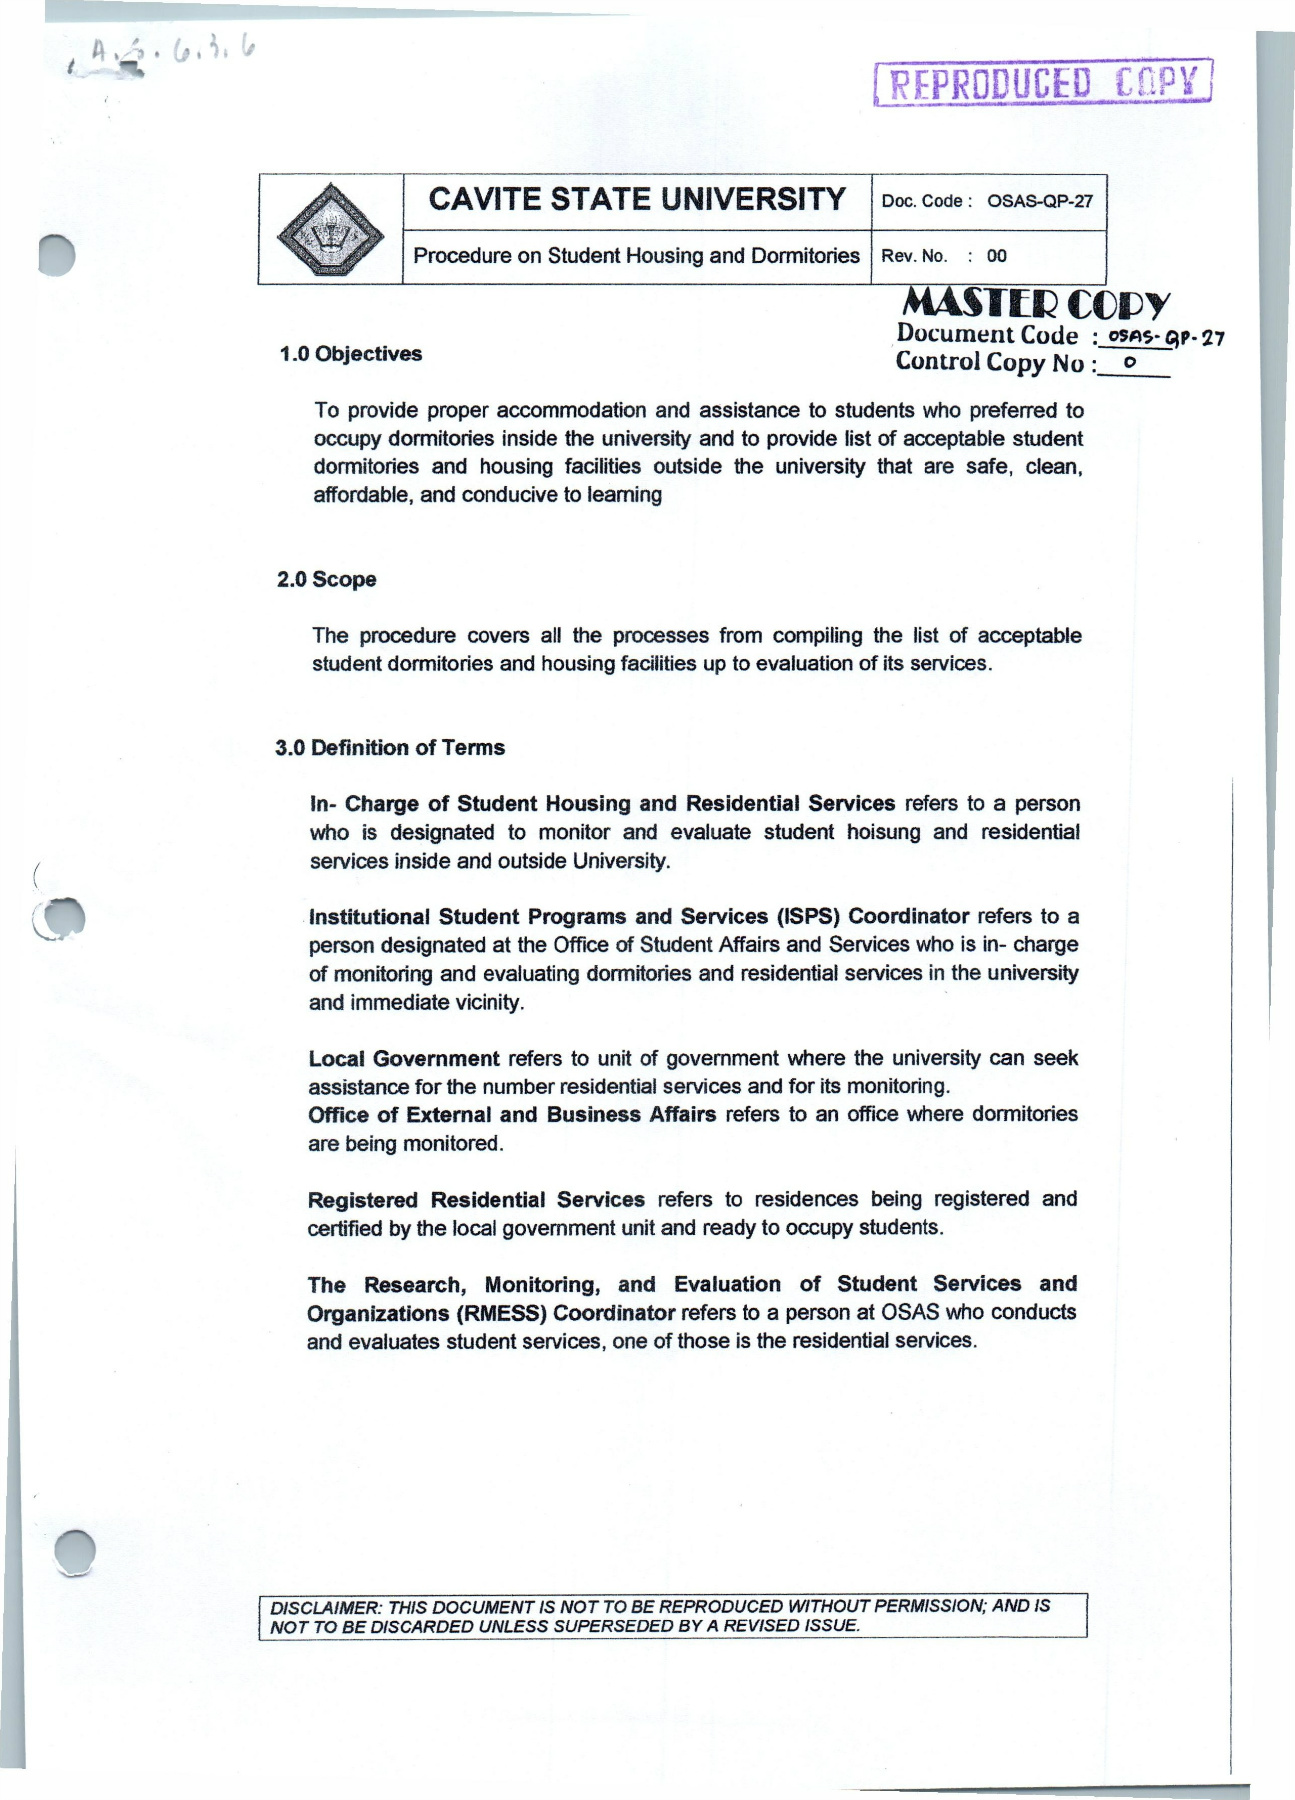 A.S.6.3.6
REPRODUCED COPY
CAVITE STATE UNIVERSITY
Doc. Code : OSAS-QP-27
Procedure on Student Housing and Dormitories
Rev. No. : 00
MASTER COPY
Document Code : OSAS-QP-27
Control Copy No : 0
1.0 Objectives
To provide proper accommodation and assistance to students who preferred to
occupy dormitories inside the university and to provide list of acceptable student
dormitories and housing facilities outside the university that are safe, clean,
affordable, and conducive to learning
2.0 Scope
The procedure covers all the processes from compiling the list of acceptable
student dormitories and housing facilities up to evaluation of its services.
3.0 Definition of Terms
In- Charge of Student Housing and Residential Services refers to a person
who is designated to monitor and evaluate student hoisung and residential
services inside and outside University.
Institutional Student Programs and Services (ISPS) Coordinator refers to a
person designated at the Office of Student Affairs and Services who is in- charge
of monitoring and evaluating dormitories and residential services in the university
and immediate vicinity.
Local Government refers to unit of government where the university can seek
assistance for the number residential services and for its monitoring.
Office of External and Business Affairs refers to an office where dormitories
are being monitored.
Registered Residential Services refers to residences being registered and
certified by the local government unit and ready to occupy students.
The Research, Monitoring, and Evaluation of Student Services and
Organizations (RMESS) Coordinator refers to a person at OSAS who conducts
and evaluates student services, one of those is the residential services.
DISCLAIMER: THIS DOCUMENT IS NOT TO BE REPRODUCED WITHOUT PERMISSION; AND IS
NOT TO BE DISCARDED UNLESS SUPERSEDED BY A REVISED ISSUE.